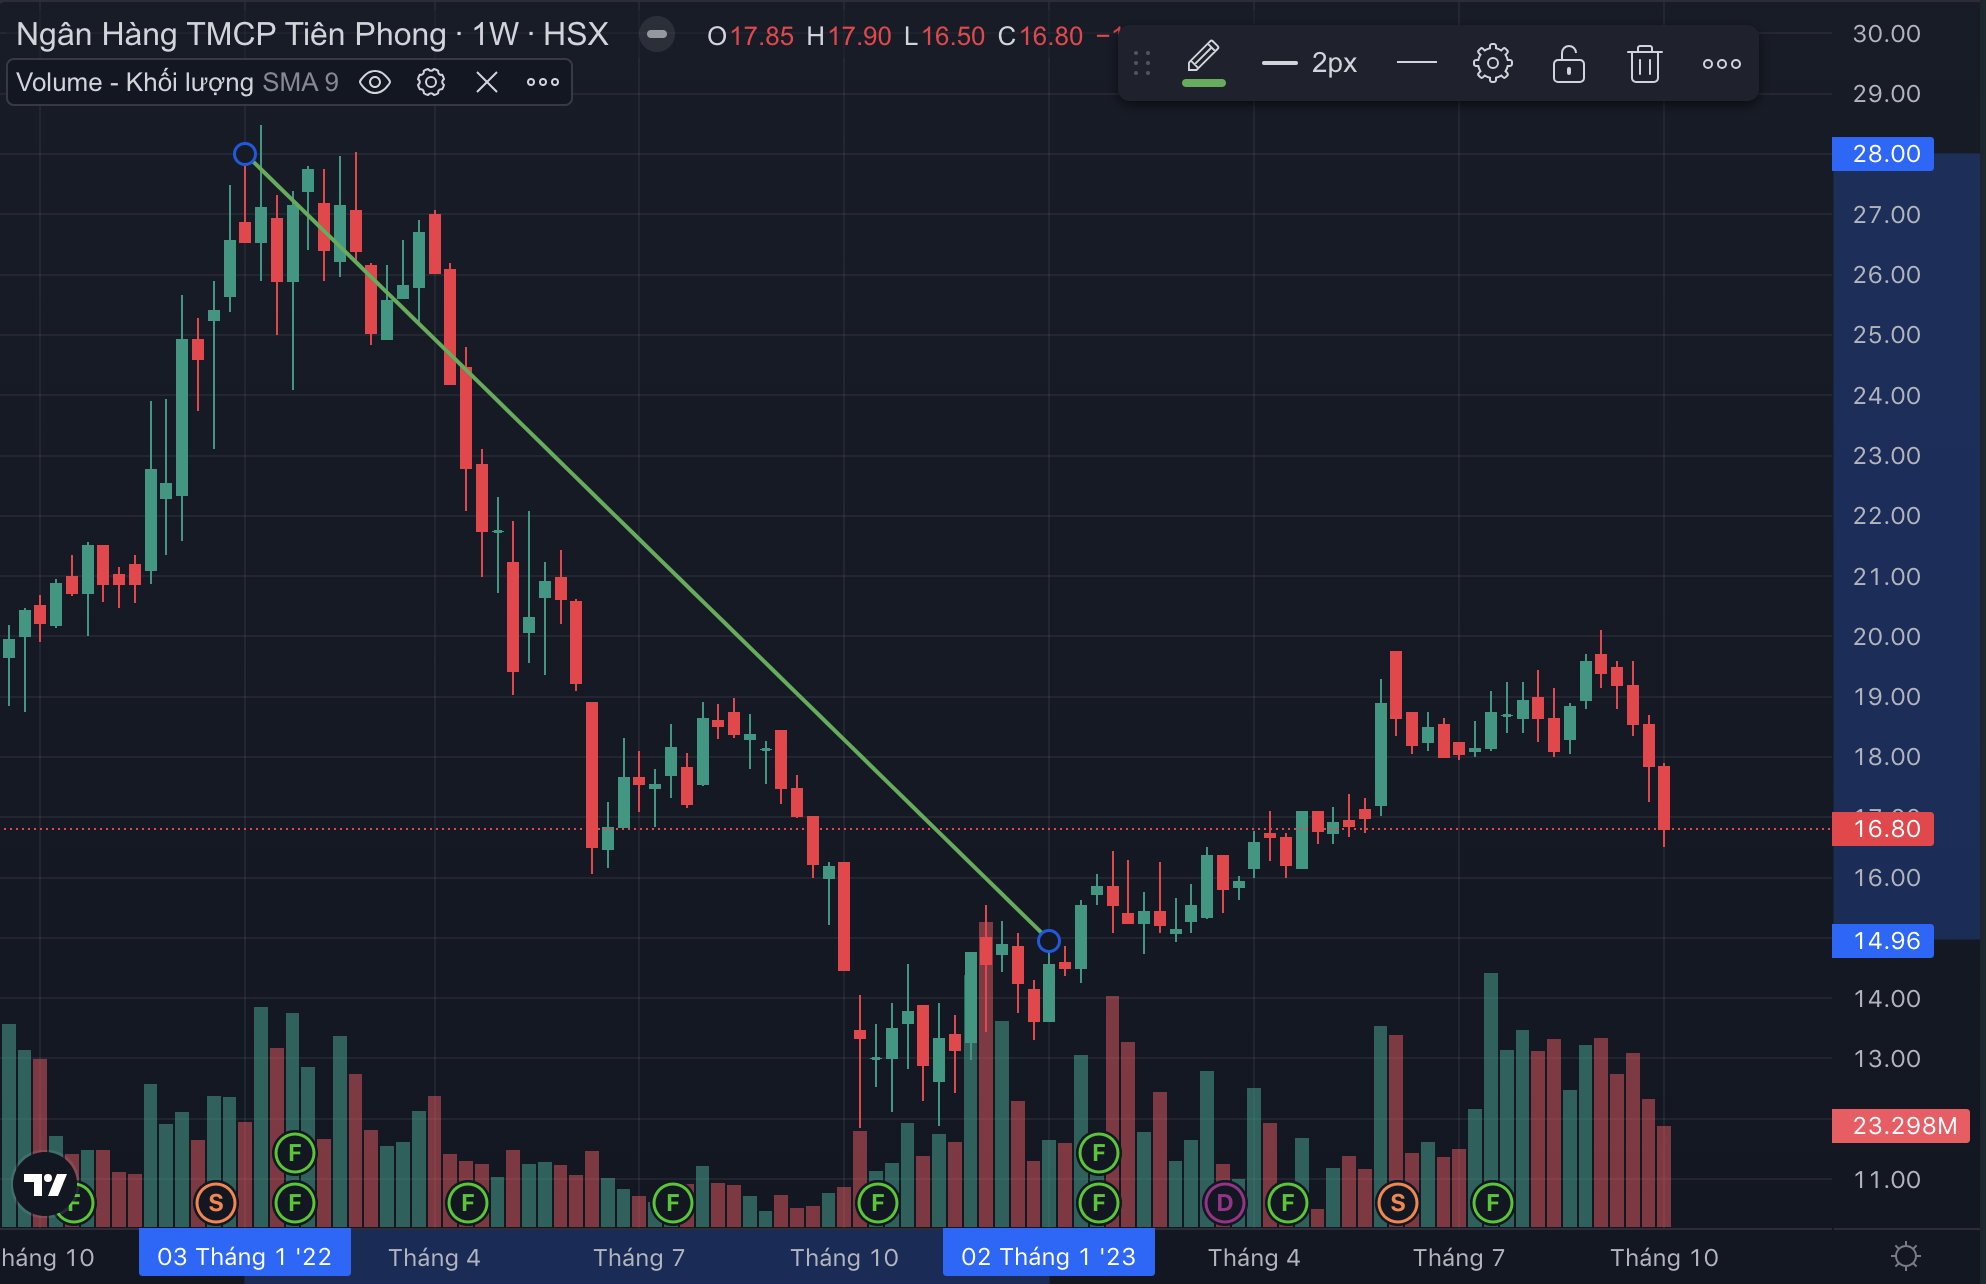 Ngân Hàng TMCP Tiên Phong · 1W · HSX O17.85 H17.90 L16.50 C16.80
Volume - Khối lượng SMA 9
2px
30.00
29.00
28.00
27.00
26.00
25.00
24.00
23.00
22.00
21.00
20.00
19.00
18.00
16.80
16.00
14.96
14.00
13.00
23.298M
11.00
F F
F S F F F F F D F S F
háng 10 03 Tháng 1 '22 Tháng 4 Tháng 7 Tháng 10 02 Tháng 1 '23 Tháng 4 Tháng 7 Tháng 10